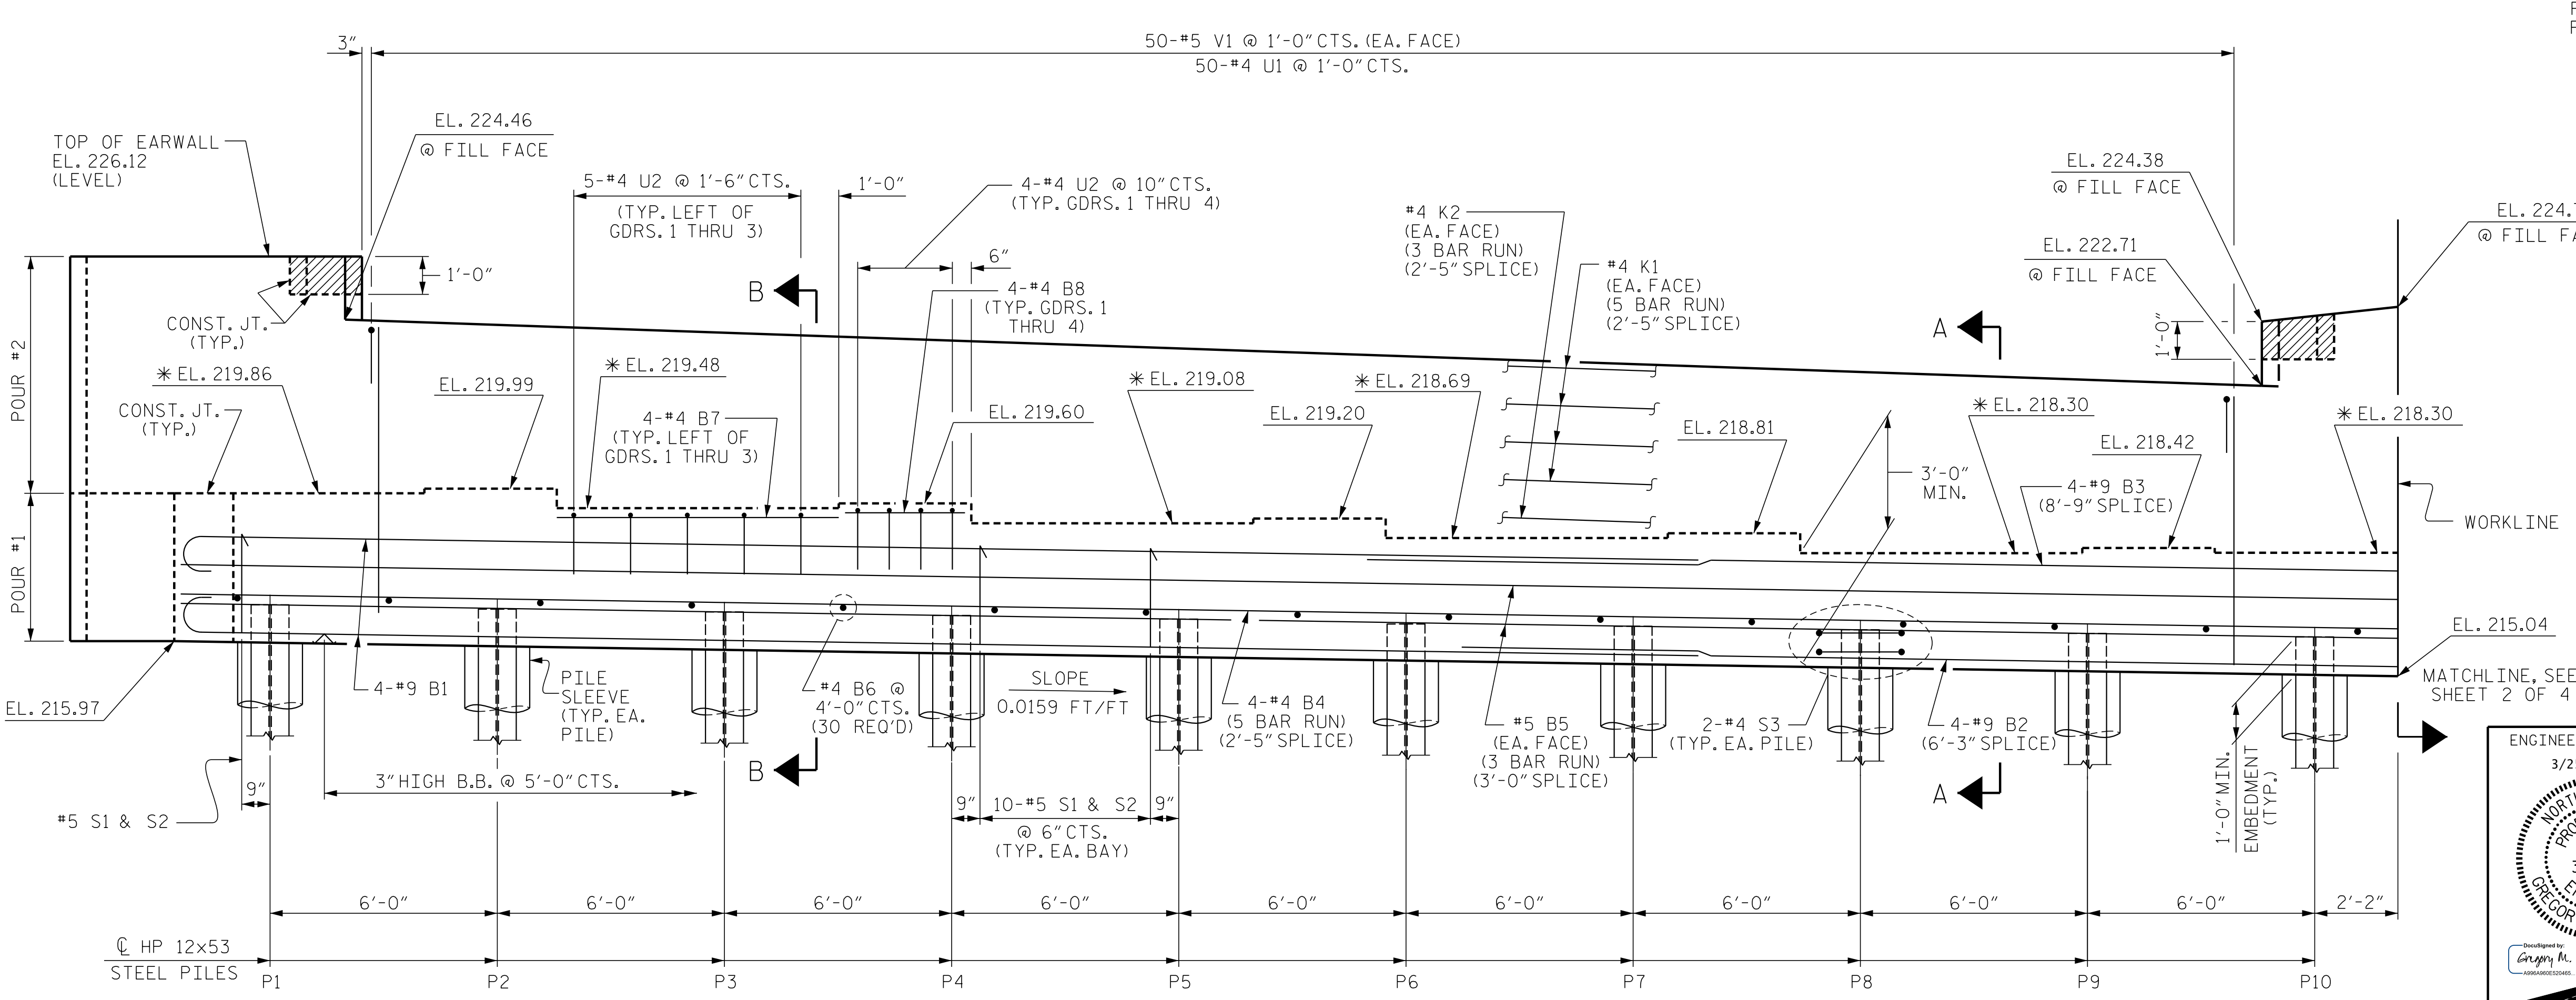 3"
50-#5 V1 @ 1'-0" CTS. (EA. FACE)
50-#4 U1 @ 1'-0" CTS.
EL. 224.46
@ FILL FACE
TOP OF EARWALL
EL. 226.12
(LEVEL)
5-#4 U2 @ 1'-6" CTS.
(TYP. LEFT OF
GDRS. 1 THRU 3)
1'-0"
4-#4 U2 @ 10" CTS.
(TYP. GDRS. 1 THRU 4)
6"
#4 K2
(EA. FACE)
(3 BAR RUN)
(2'-5" SPLICE)
#4 K1
(EA. FACE)
(5 BAR RUN)
(2'-5" SPLICE)
EL. 224.38
@ FILL FACE
EL. 222.71
@ FILL FACE
EL. 224.
@ FILL
1'-0"
B
4-#4 B8
(TYP. GDRS. 1
THRU 4)
A
1'-0"
CONST. JT.
(TYP.)
POUR #2
* EL. 219.86
CONST. JT.
(TYP.)
EL. 219.99
* EL. 219.48
4-#4 B7
(TYP. LEFT OF
GDRS. 1 THRU 3)
EL. 219.60
* EL. 219.08
EL. 219.20
* EL. 218.69
EL. 218.81
3'-0"
MIN.
* EL. 218.30
EL. 218.42
4-#9 B3
(8'-9" SPLICE)
* EL. 218.30
WORKLINE
POUR #1
EL. 215.97
4-#9 B1
PILE
SLEEVE
(TYP. EA.
PILE)
#4 B6 @
4'-0" CTS.
(30 REQ'D)
SLOPE
0.0159 FT/FT
4-#4 B4
(5 BAR RUN)
(2'-5" SPLICE)
#5 B5
(EA. FACE)
(3 BAR RUN)
(3'-0" SPLICE)
2-#4 S3
(TYP. EA. PILE)
4-#9 B2
(6'-3" SPLICE)
EL. 215.04
MATCHLINE, SEE
SHEET 2 OF 4
1'-0" MIN.
EMBEDMENT
(TYP.)
B
A
#5 S1 & S2
9"
3" HIGH B.B. @ 5'-0" CTS.
9"
10-#5 S1 & S2
@ 6" CTS.
(TYP. EA. BAY)
9"
6'-0"
6'-0"
6'-0"
6'-0"
6'-0"
6'-0"
6'-0"
6'-0"
6'-0"
2'-2"
℄ HP 12x53
STEEL PILES
P1
P2
P3
P4
P5
P6
P7
P8
P9
P10
3/2
DocuSigned by:
Gregory M.
A996A960E520465...